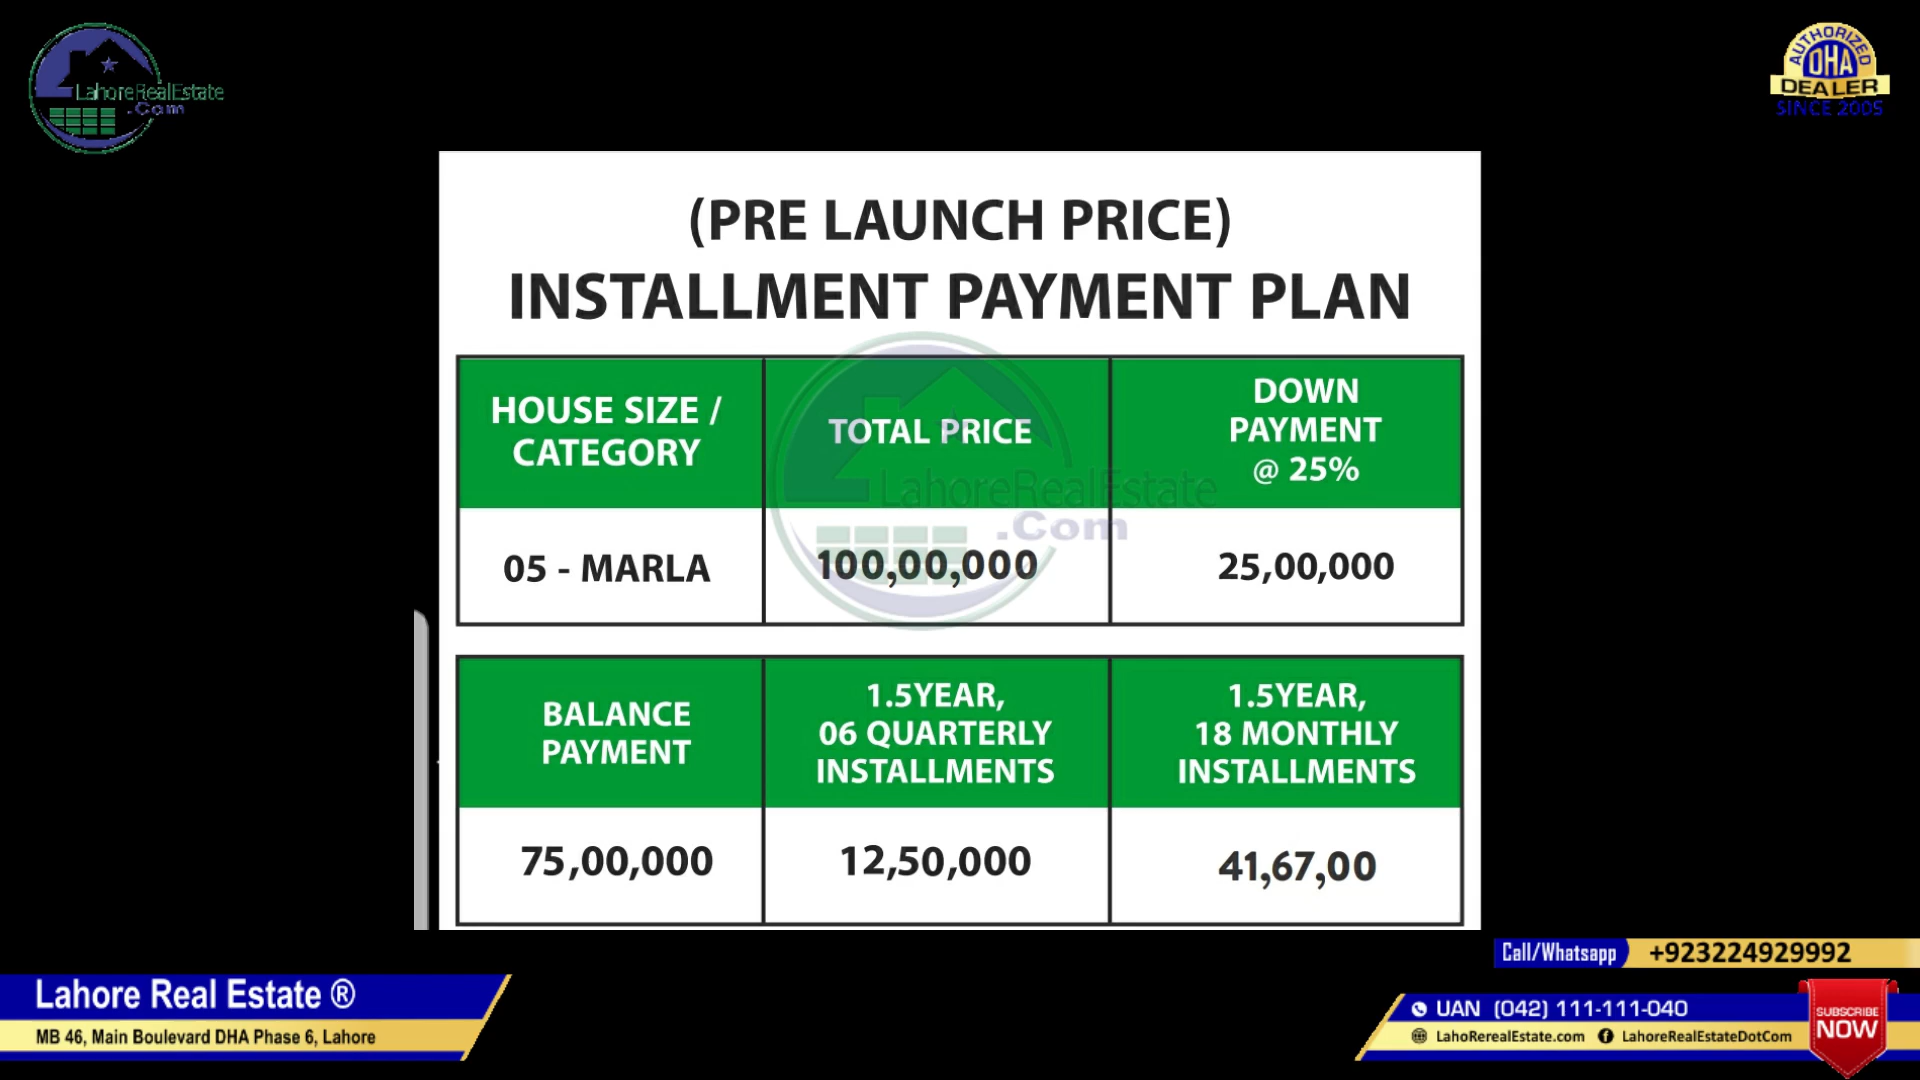 LahoreRealEstate
.Com
AUTHORIZED
DHA
DEALER
SINCE 2005
(PRE LAUNCH PRICE)
INSTALLMENT PAYMENT PLAN
HOUSE SIZE /
CATEGORY
TOTAL PRICE
DOWN
PAYMENT
@ 25%
LahoreRealEstate
.Com
05 - MARLA
100,00,000
25,00,000
BALANCE
PAYMENT
1.5YEAR,
06 QUARTERLY
INSTALLMENTS
1.5YEAR,
18 MONTHLY
INSTALLMENTS
75,00,000
12,50,000
41,67,00
Call/Whatsapp +923224929992
Lahore Real Estate ®
MB 46, Main Boulevard DHA Phase 6, Lahore
UAN (042) 111-111-040
LahoRerealEstate.com LahoreRealEstateDotCom
SUBSCRIBE
NOW